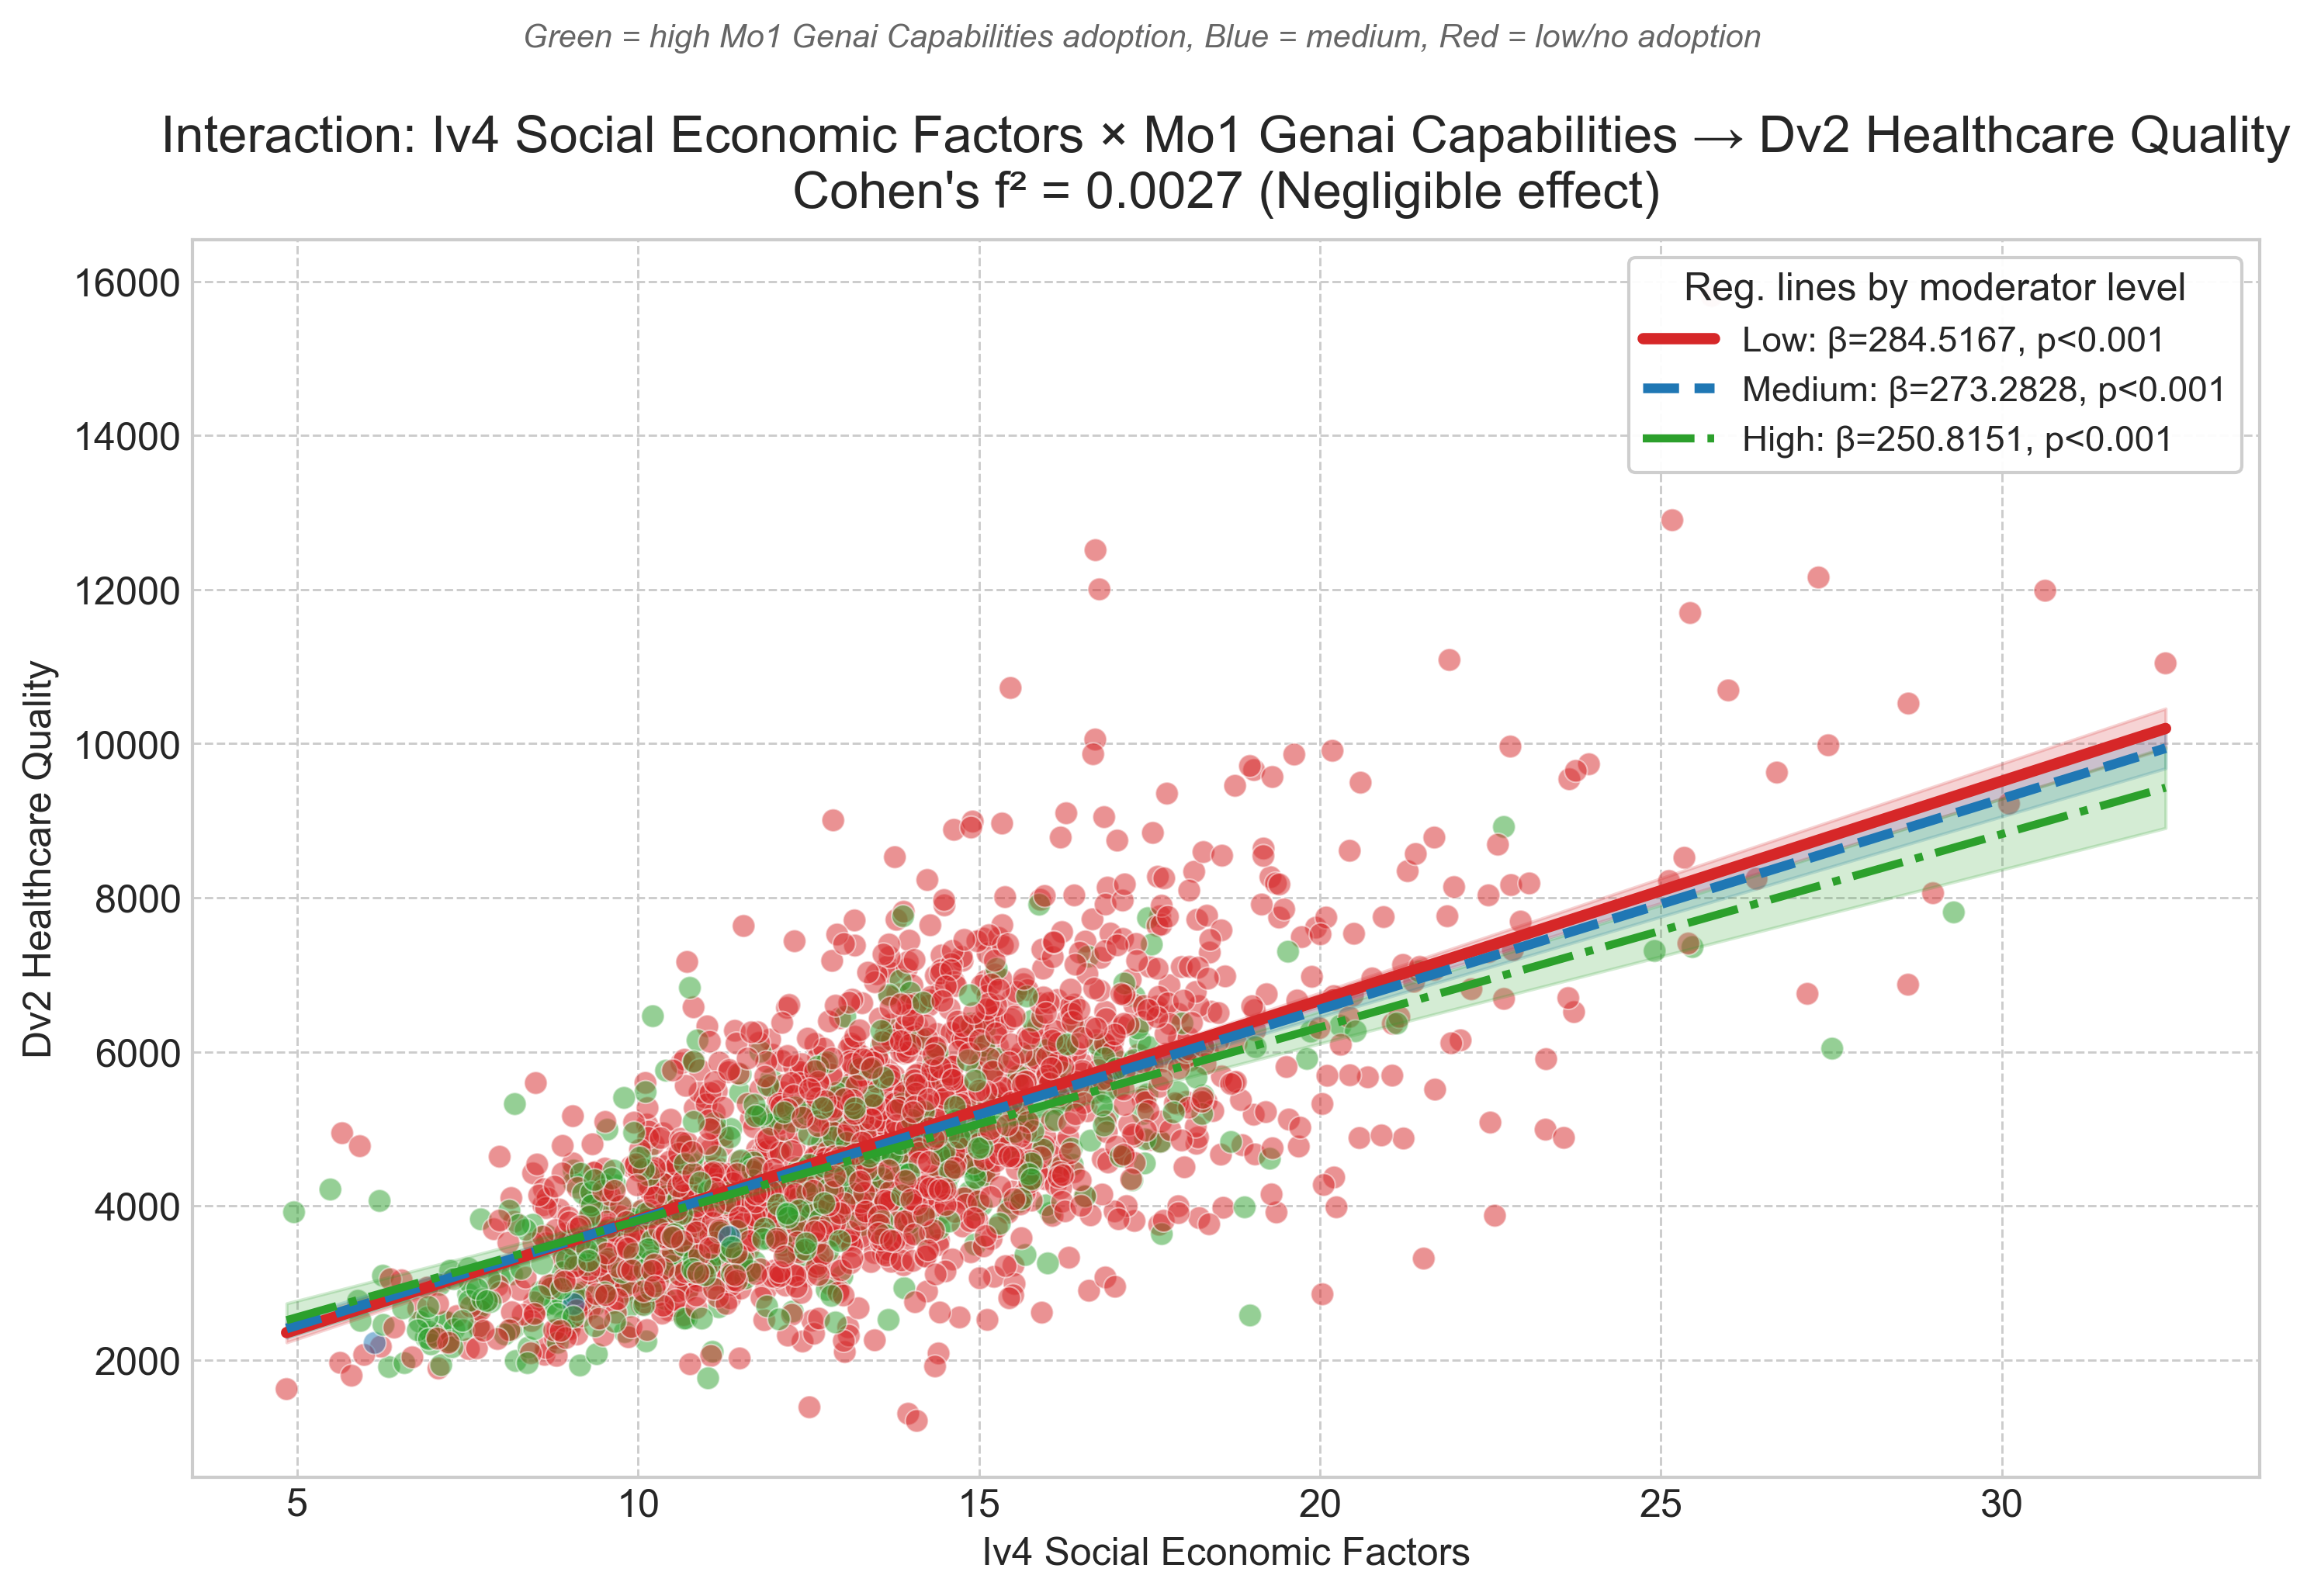 Green = high Mo1 Genai Capabilities adoption, Blue = medium, Red = low/no adoption
Interaction: Iv4 Social Economic Factors × Mo1 Genai Capabilities → Dv2 Healthcare Quality
Cohen's f² = 0.0027 (Negligible effect)
Reg. lines by moderator level
Low: β=284.5167, p<0.001
Medium: β=273.2828, p<0.001
High: β=250.8151, p<0.001
Dv2 Healthcare Quality
16000
14000
12000
10000
8000
6000
4000
2000
5 10 15 20 25 30
Iv4 Social Economic Factors